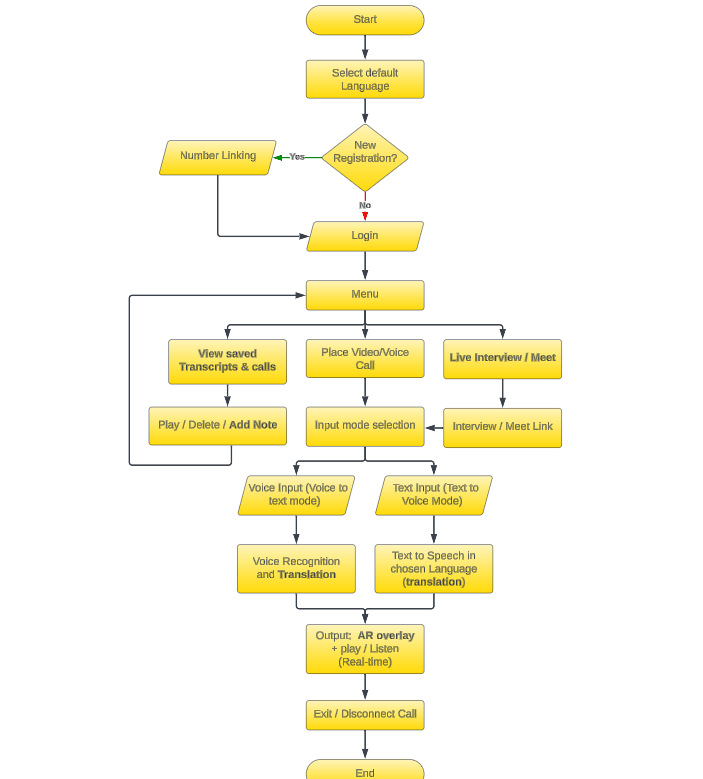 Start
Select default
Language
New
Registration?
Yes
Number Linking
No
Login
Menu
View saved
Transcripts & calls
Place Video/Voice
Call
Live Interview / Meet
Play / Delete / Add Note
Input mode selection
Interview / Meet Link
Voice Input (Voice to
text mode)
Text Input (Text to
Voice Mode)
Voice Recognition
and Translation
Text to Speech in
chosen Language
(translation)
Output: AR overlay
+ play / Listen
(Real-time)
Exit / Disconnect Call
End